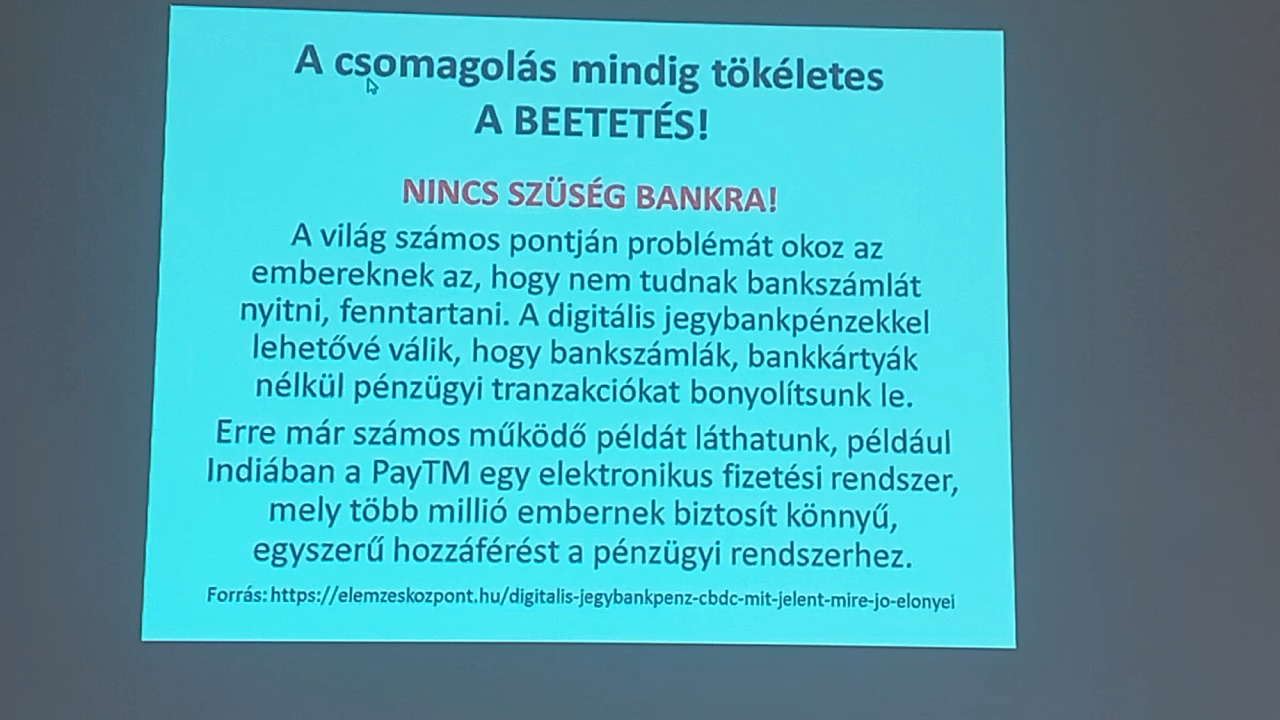 A csomagolás mindig tökéletes
A BEETETÉS!
NINCS SZÜSÉG BANKRA!
A világ számos pontján problémát okoz az
embereknek az, hogy nem tudnak bankszámlát
nyitni, fenntartani. A digitális jegybankpénzekkel
lehetővé válik, hogy bankszámlák, bankkártyák
nélkül pénzügyi tranzakciókat bonyolítsunk le.
Erre már számos működő példát láthatunk, például
Indiában a PayTM egy elektronikus fizetési rendszer,
mely több millió embernek biztosít könnyű,
egyszerű hozzáférést a pénzügyi rendszerhez.
Forrás: https://elemzeskozpont.hu/digitalis-jegybankpenz-cbdc-mit-jelent-mire-jo-elonyei